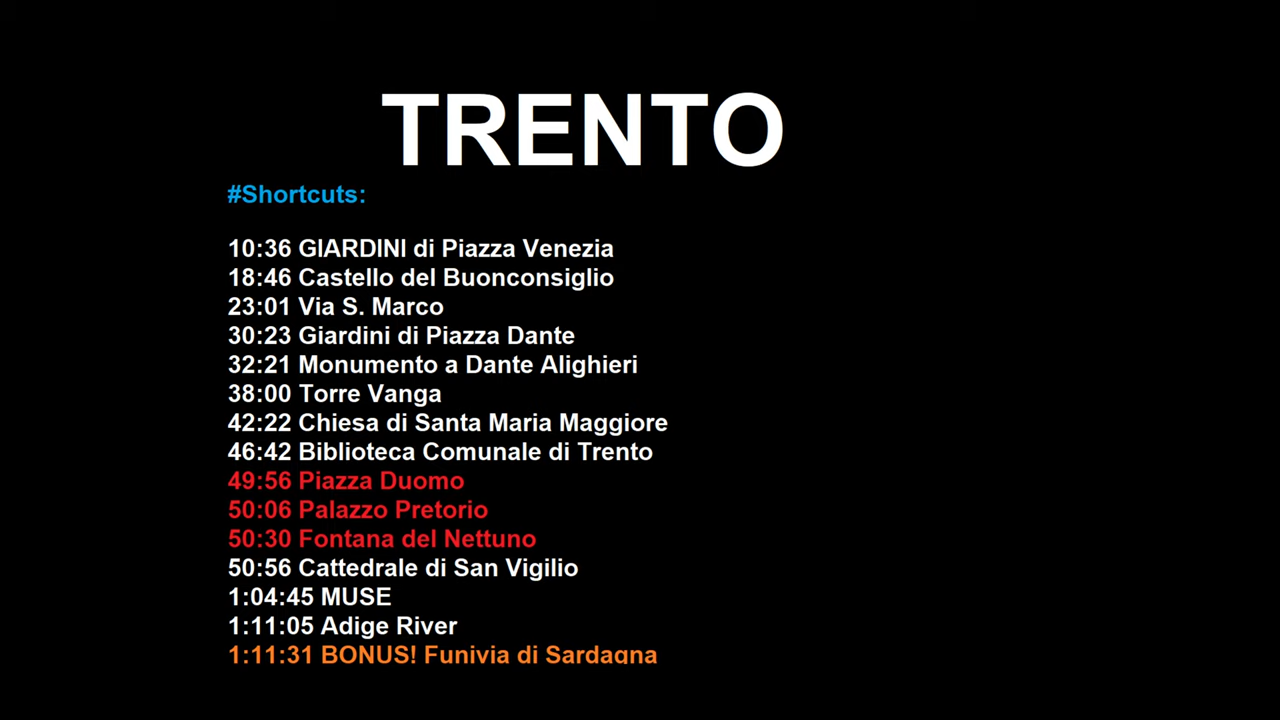 TRENTO
#Shortcuts:
10:36 GIARDINI di Piazza Venezia
18:46 Castello del Buonconsiglio
23:01 Via S. Marco
30:23 Giardini di Piazza Dante
32:21 Monumento a Dante Alighieri
38:00 Torre Vanga
42:22 Chiesa di Santa Maria Maggiore
46:42 Biblioteca Comunale di Trento
49:56 Piazza Duomo
50:06 Palazzo Pretorio
50:30 Fontana del Nettuno
50:56 Cattedrale di San Vigilio
1:04:45 MUSE
1:11:05 Adige River
1:11:31 BONUS! Funivia di Sardagna